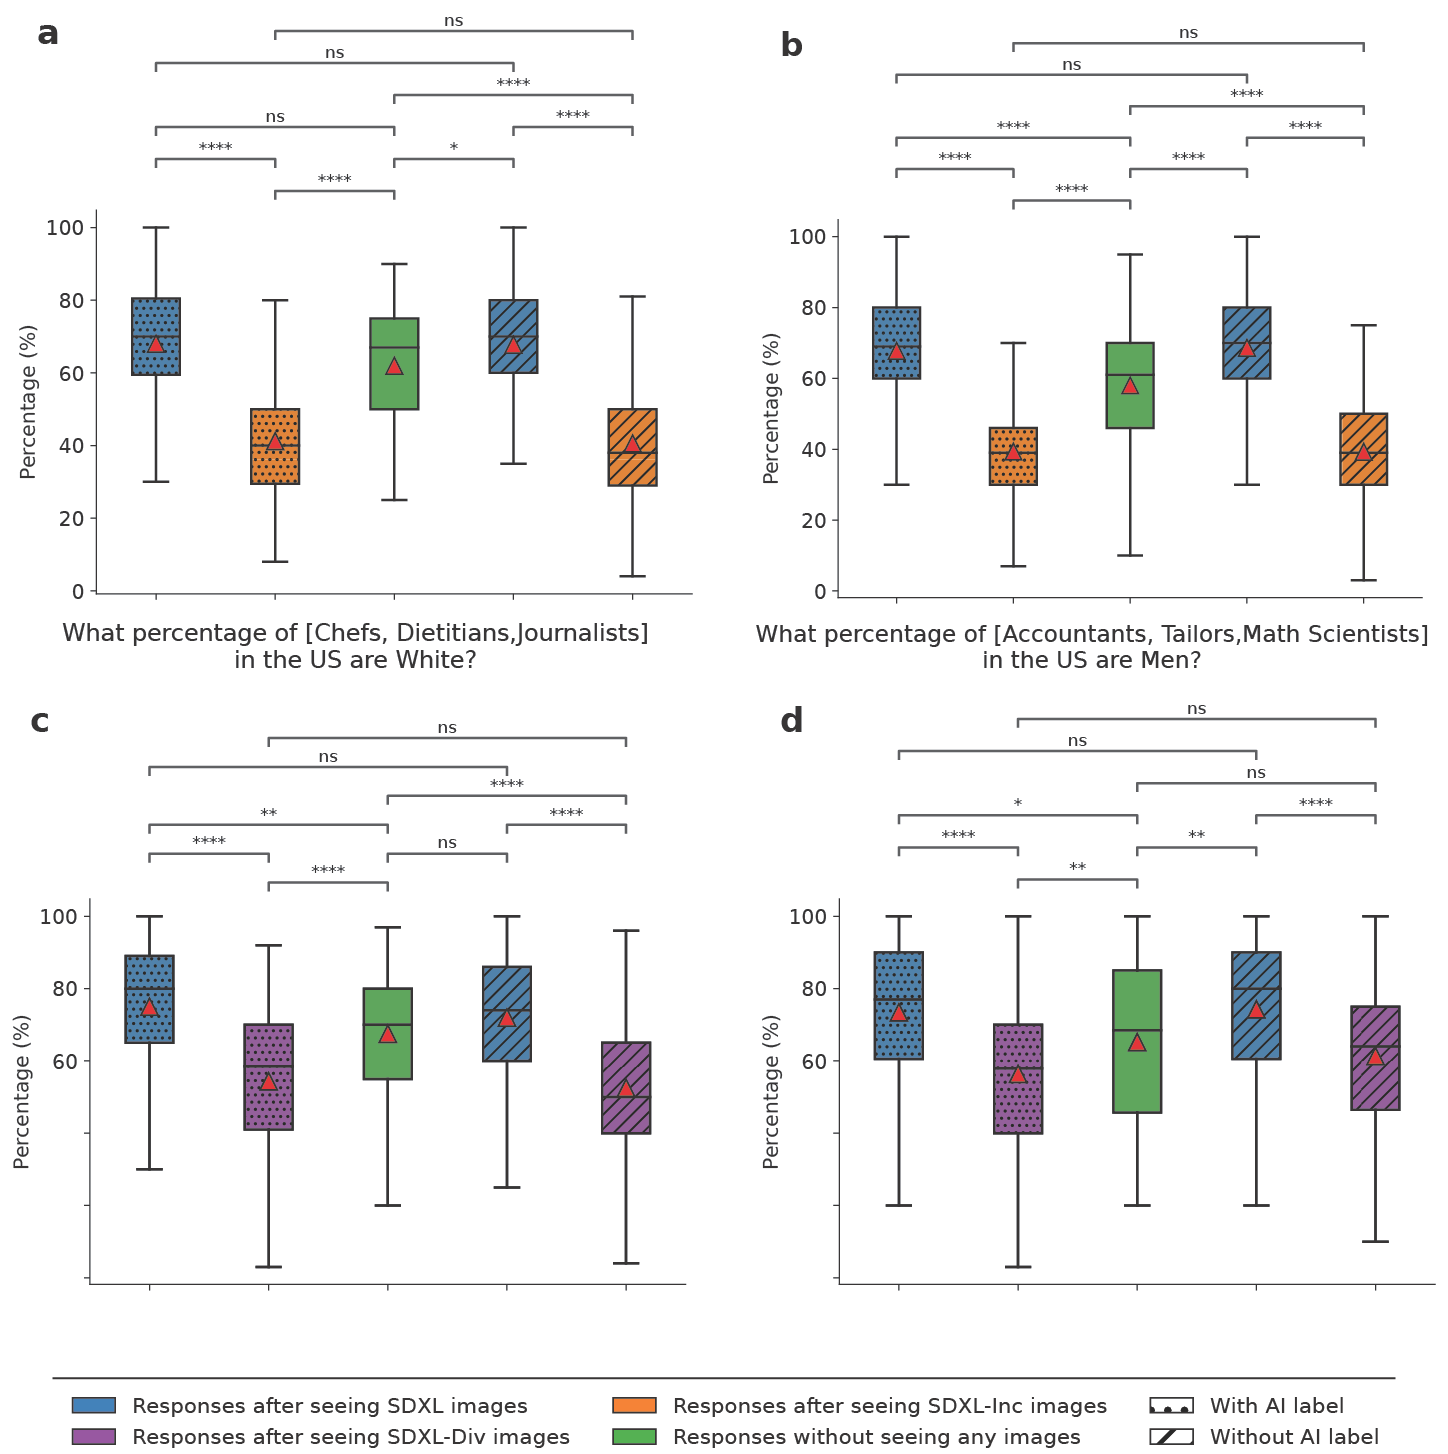 a
ns
ns
****
ns
****
****
*
****
100
80
60
40
20
0
Percentage (%)
What percentage of [Chefs, Dietitians,Journalists]
in the US are White?
b
ns
ns
****
****
****
****
****
****
100
80
60
40
20
0
Percentage (%)
What percentage of [Accountants, Tailors,Math Scientists]
in the US are Men?
c
ns
ns
****
**
****
****
ns
****
100
80
60
Percentage (%)
d
ns
ns
ns
*
****
****
**
**
100
80
60
Percentage (%)
Responses after seeing SDXL images
Responses after seeing SDXL-Inc images
With AI label
Responses after seeing SDXL-Div images
Responses without seeing any images
Without AI label